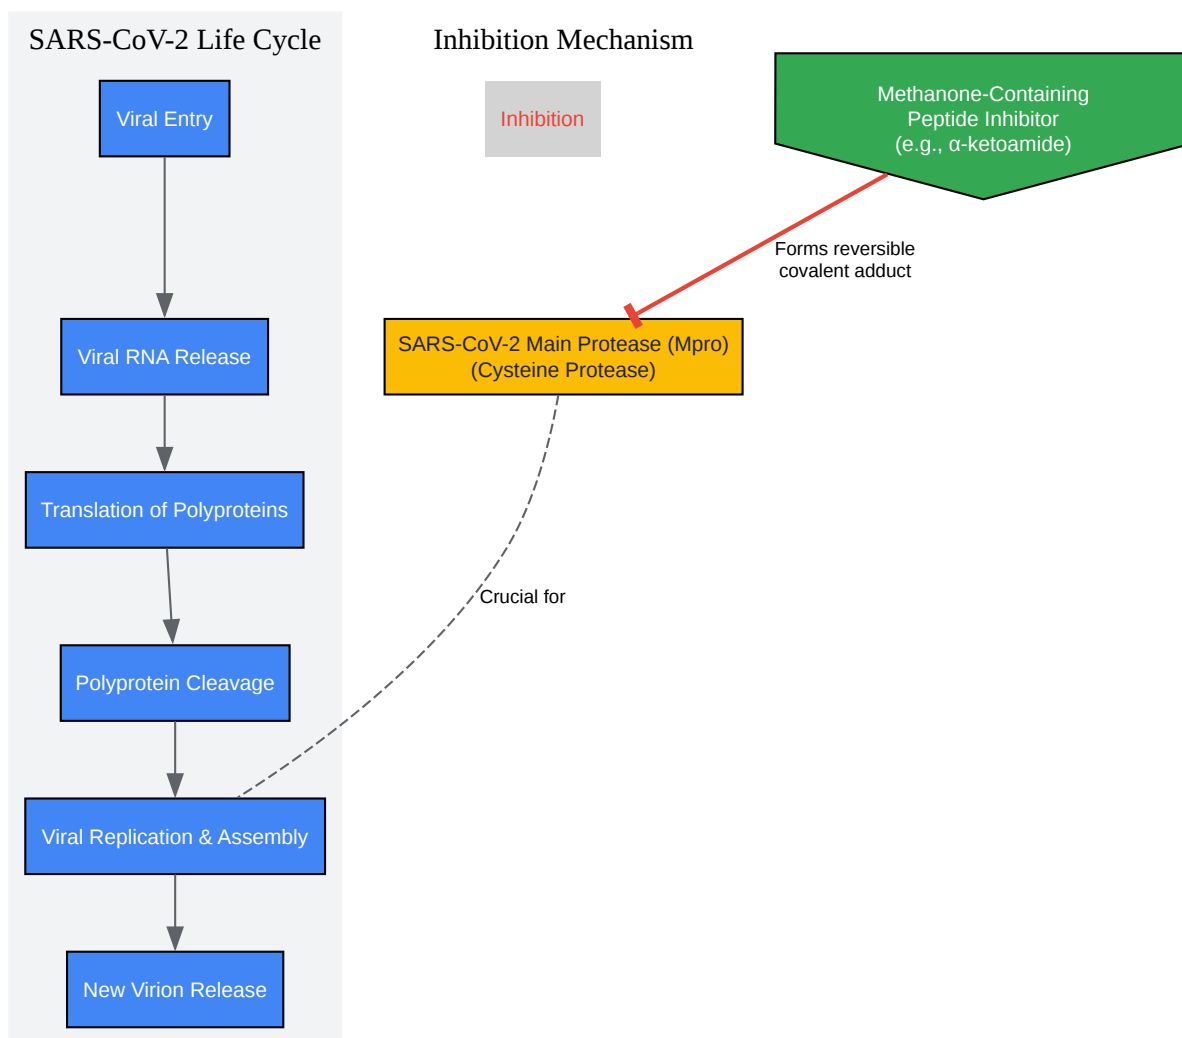 SARS-CoV-2 Life Cycle
Viral Entry
Viral RNA Release
Translation of Polyproteins
Polyprotein Cleavage
Viral Replication & Assembly
New Virion Release
Inhibition Mechanism
Inhibition
Methanone-Containing
Peptide Inhibitor
(e.g., α-ketoamide)
Forms reversible
covalent adduct
SARS-CoV-2 Main Protease (Mpro)
(Cysteine Protease)
Crucial for